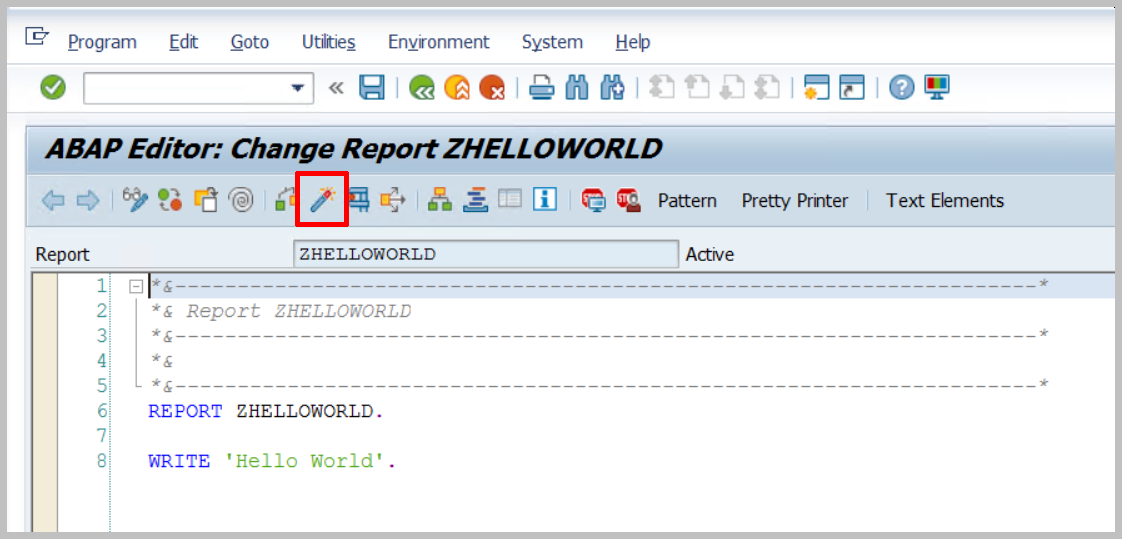 Program Edit Goto Utilities Environment System Help
ABAP Editor: Change Report ZHELLOWORLD
Pattern Pretty Printer Text Elements
Report ZHELLOWORLD Active
1 *&---------------------------------------------------------------------*
2 *& Report ZHELLOWORLD
3 *&---------------------------------------------------------------------*
4 *&
5 *&---------------------------------------------------------------------*
6 REPORT ZHELLOWORLD.
7
8 WRITE 'Hello World'.